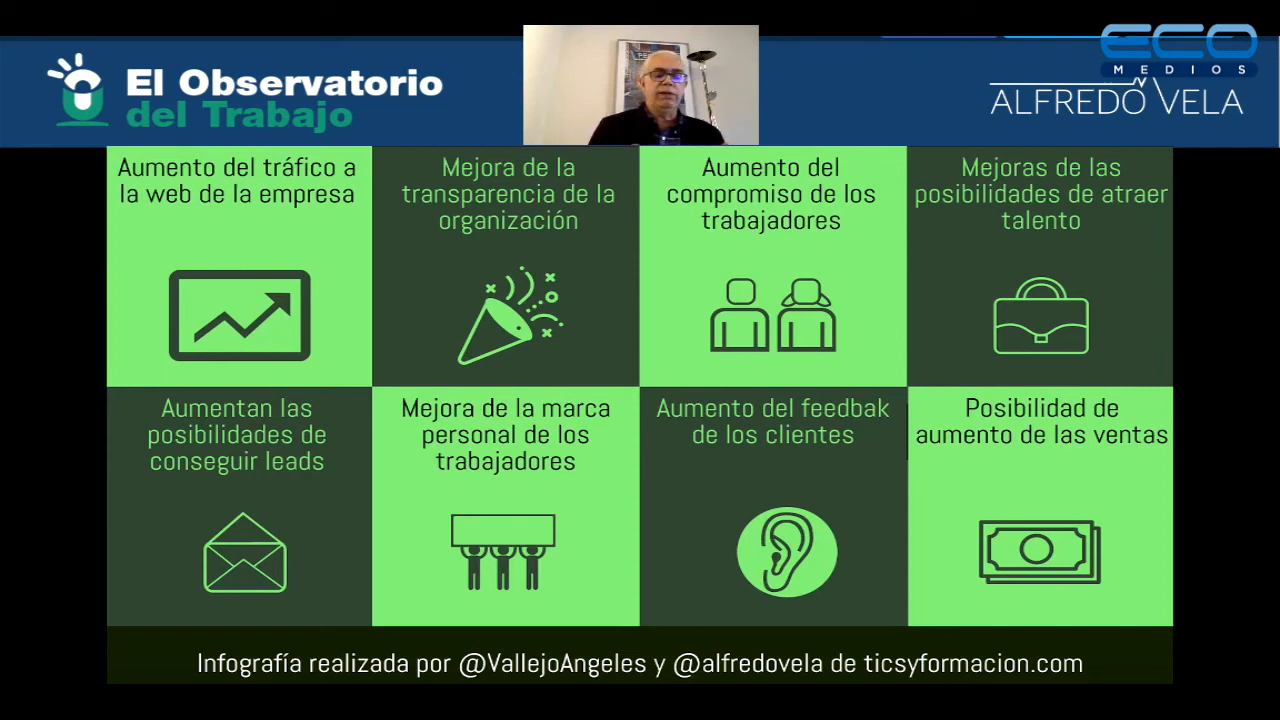 El Observatorio
del Trabajo
ECO
MEDIOS
ALFREDO VELA
Aumento del tráfico a
la web de la empresa
Mejora de la
transparencia de la
organización
Aumento del
compromiso de los
trabajadores
Mejoras de las
posibilidades de atraer
talento
Aumentan las
posibilidades de
conseguir leads
Mejora de la marca
personal de los
trabajadores
Aumento del feedbak
de los clientes
Posibilidad de
aumento de las ventas
Infografía realizada por @VallejoAngeles y @alfredovela de ticsyformacion.com